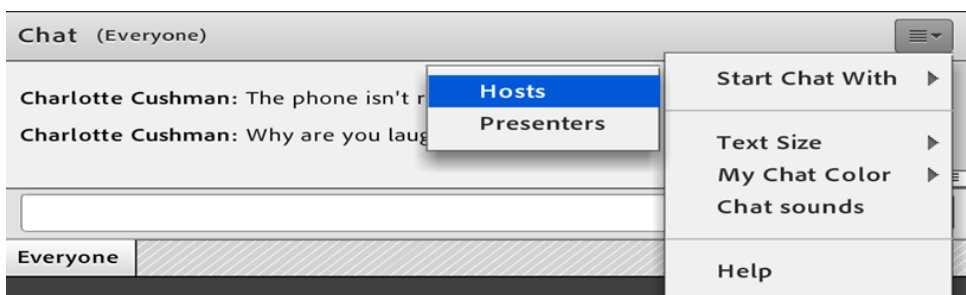 Chat (Everyone)
Charlotte Cushman: The phone isn't
Charlotte Cushman: Why are you
Hosts
Presenters
Start Chat With
Text Size
My Chat Color
Chat sounds
Help
Everyone